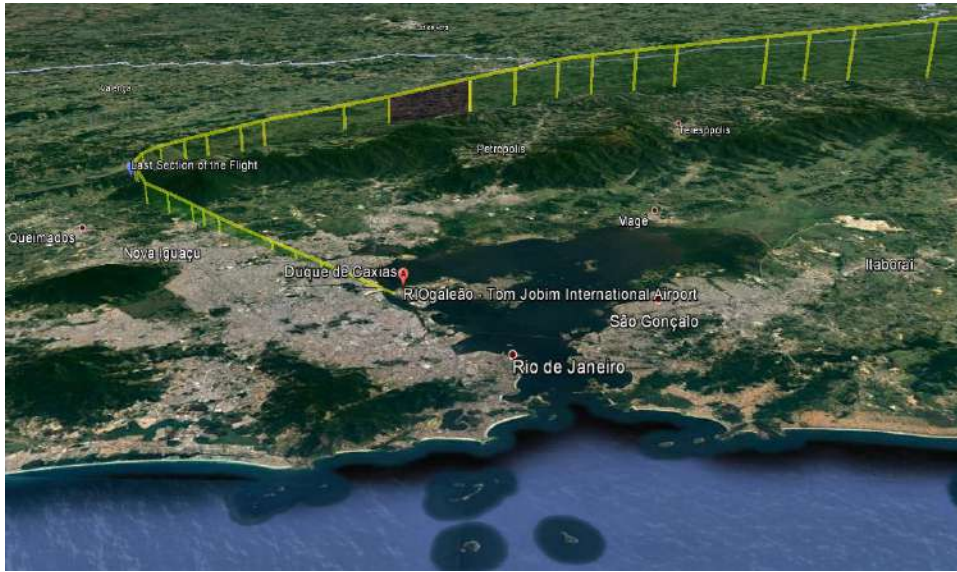 Valença
Teresópolis
Petrópolis
Last Section of the Flight
Magé
Queimados
Nova Iguaçu
Itaboraí
Duque de Caxias
RIOgaleão - Tom Jobim International Airport
São Gonçalo
Rio de Janeiro